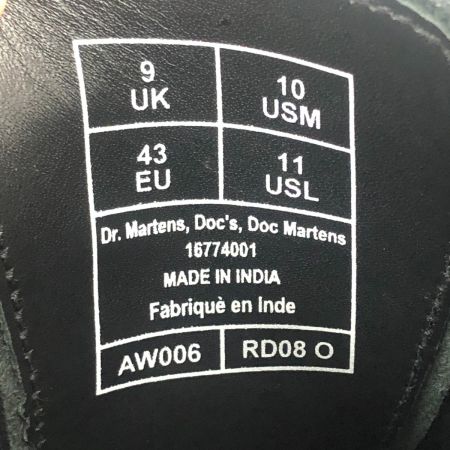 9 UK
10 USM
43 EU
11 USL
Dr. Martens, Doc's, Doc Martens
16774001
MADE IN INDIA
Fabriquè en Inde
AW006
RD08 O